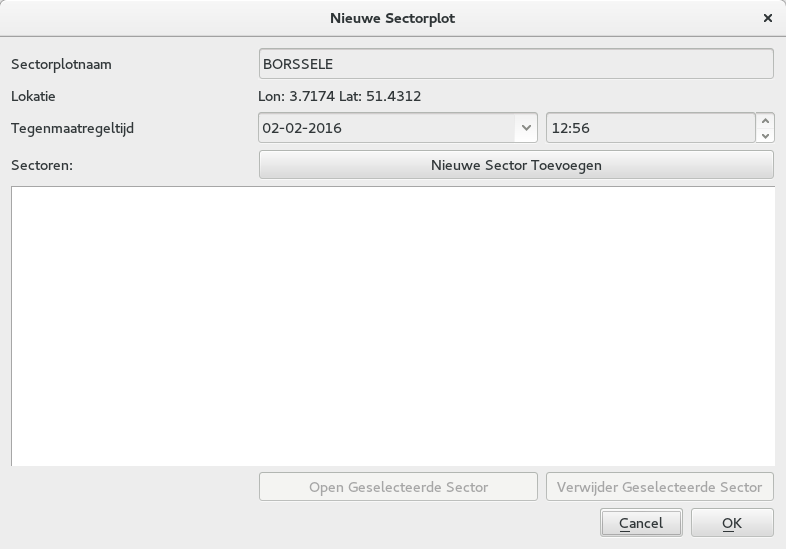 Nieuwe Sectorplot
Sectorplotnaam BORSSELE
Lokatie Lon: 3.7174 Lat: 51.4312
Tegenmaatregeltijd 02-02-2016 12:56
Sectoren: Nieuwe Sector Toevoegen
Open Geselecteerde Sector Verwijder Geselecteerde Sector
Cancel OK